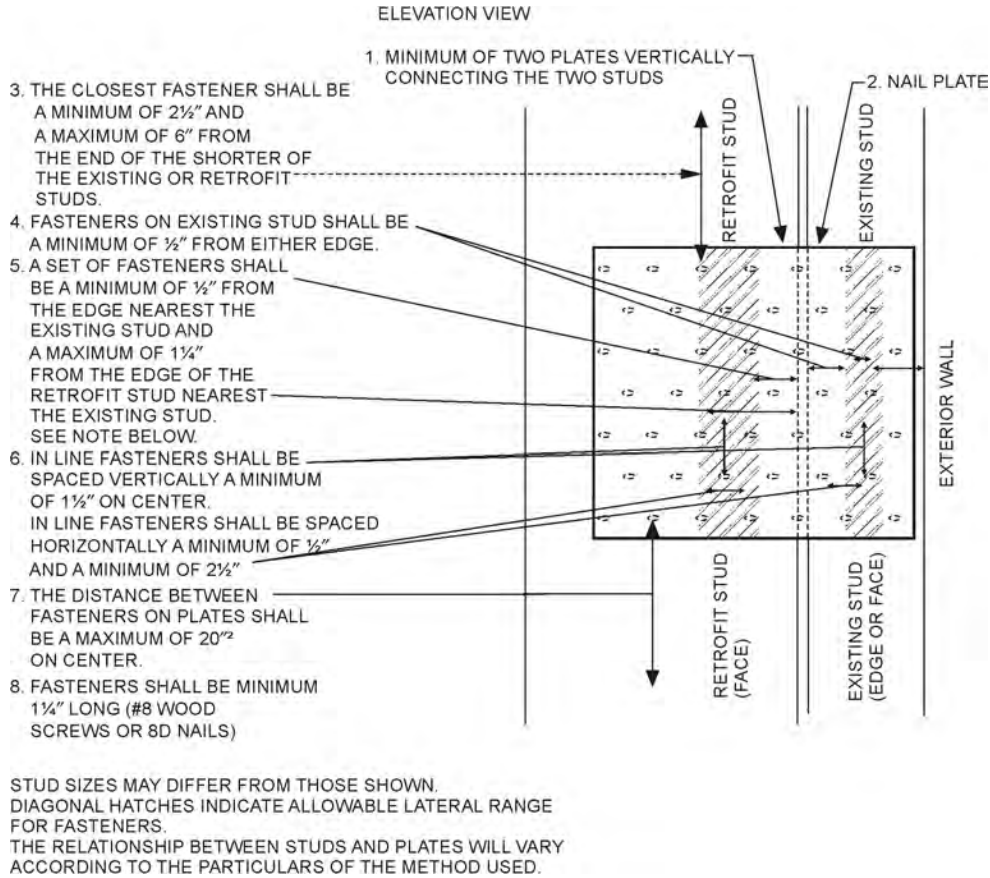 ELEVATION VIEW
1. MINIMUM OF TWO PLATES VERTICALLY
CONNECTING THE TWO STUDS
2. NAIL PLATE
3. THE CLOSEST FASTENER SHALL BE
A MINIMUM OF 2½″ AND
A MAXIMUM OF 6″ FROM
THE END OF THE SHORTER OF
THE EXISTING OR RETROFIT
STUDS.
4. FASTENERS ON EXISTING STUD SHALL BE
A MINIMUM OF ½″ FROM EITHER EDGE.
5. A SET OF FASTENERS SHALL
BE A MINIMUM OF ½″ FROM
THE EDGE NEAREST THE
EXISTING STUD AND
A MAXIMUM OF 1¼″
FROM THE EDGE OF THE
RETROFIT STUD NEAREST
THE EXISTING STUD.
SEE NOTE BELOW.
6. IN LINE FASTENERS SHALL BE
SPACED VERTICALLY A MINIMUM
OF 1½″ ON CENTER.
IN LINE FASTENERS SHALL BE SPACED
HORIZONTALLY A MINIMUM OF ½″
AND A MINIMUM OF 2½″
7. THE DISTANCE BETWEEN
FASTENERS ON PLATES SHALL
BE A MAXIMUM OF 20″²
ON CENTER.
8. FASTENERS SHALL BE MINIMUM
1¼″ LONG (#8 WOOD
SCREWS OR 8D NAILS)
RETROFIT STUD
EXISTING STUD
EXTERIOR WALL
RETROFIT STUD
(FACE)
EXISTING STUD
(EDGE OR FACE)
STUD SIZES MAY DIFFER FROM THOSE SHOWN.
DIAGONAL HATCHES INDICATE ALLOWABLE LATERAL RANGE
FOR FASTENERS.
THE RELATIONSHIP BETWEEN STUDS AND PLATES WILL VARY
ACCORDING TO THE PARTICULARS OF THE METHOD USED.